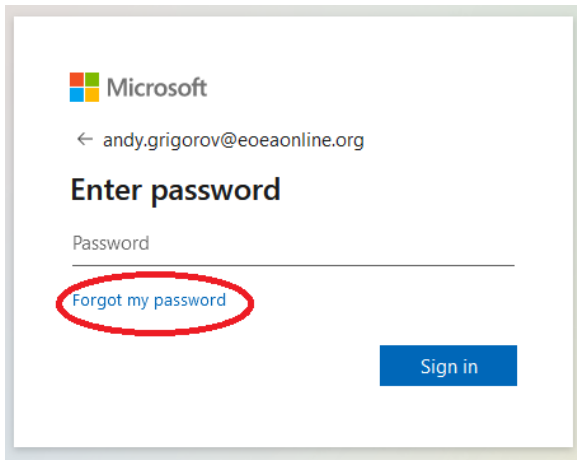 Microsoft
← andy.grigorov@eoeaonline.org
Enter password
Password
Forgot my password
Sign in